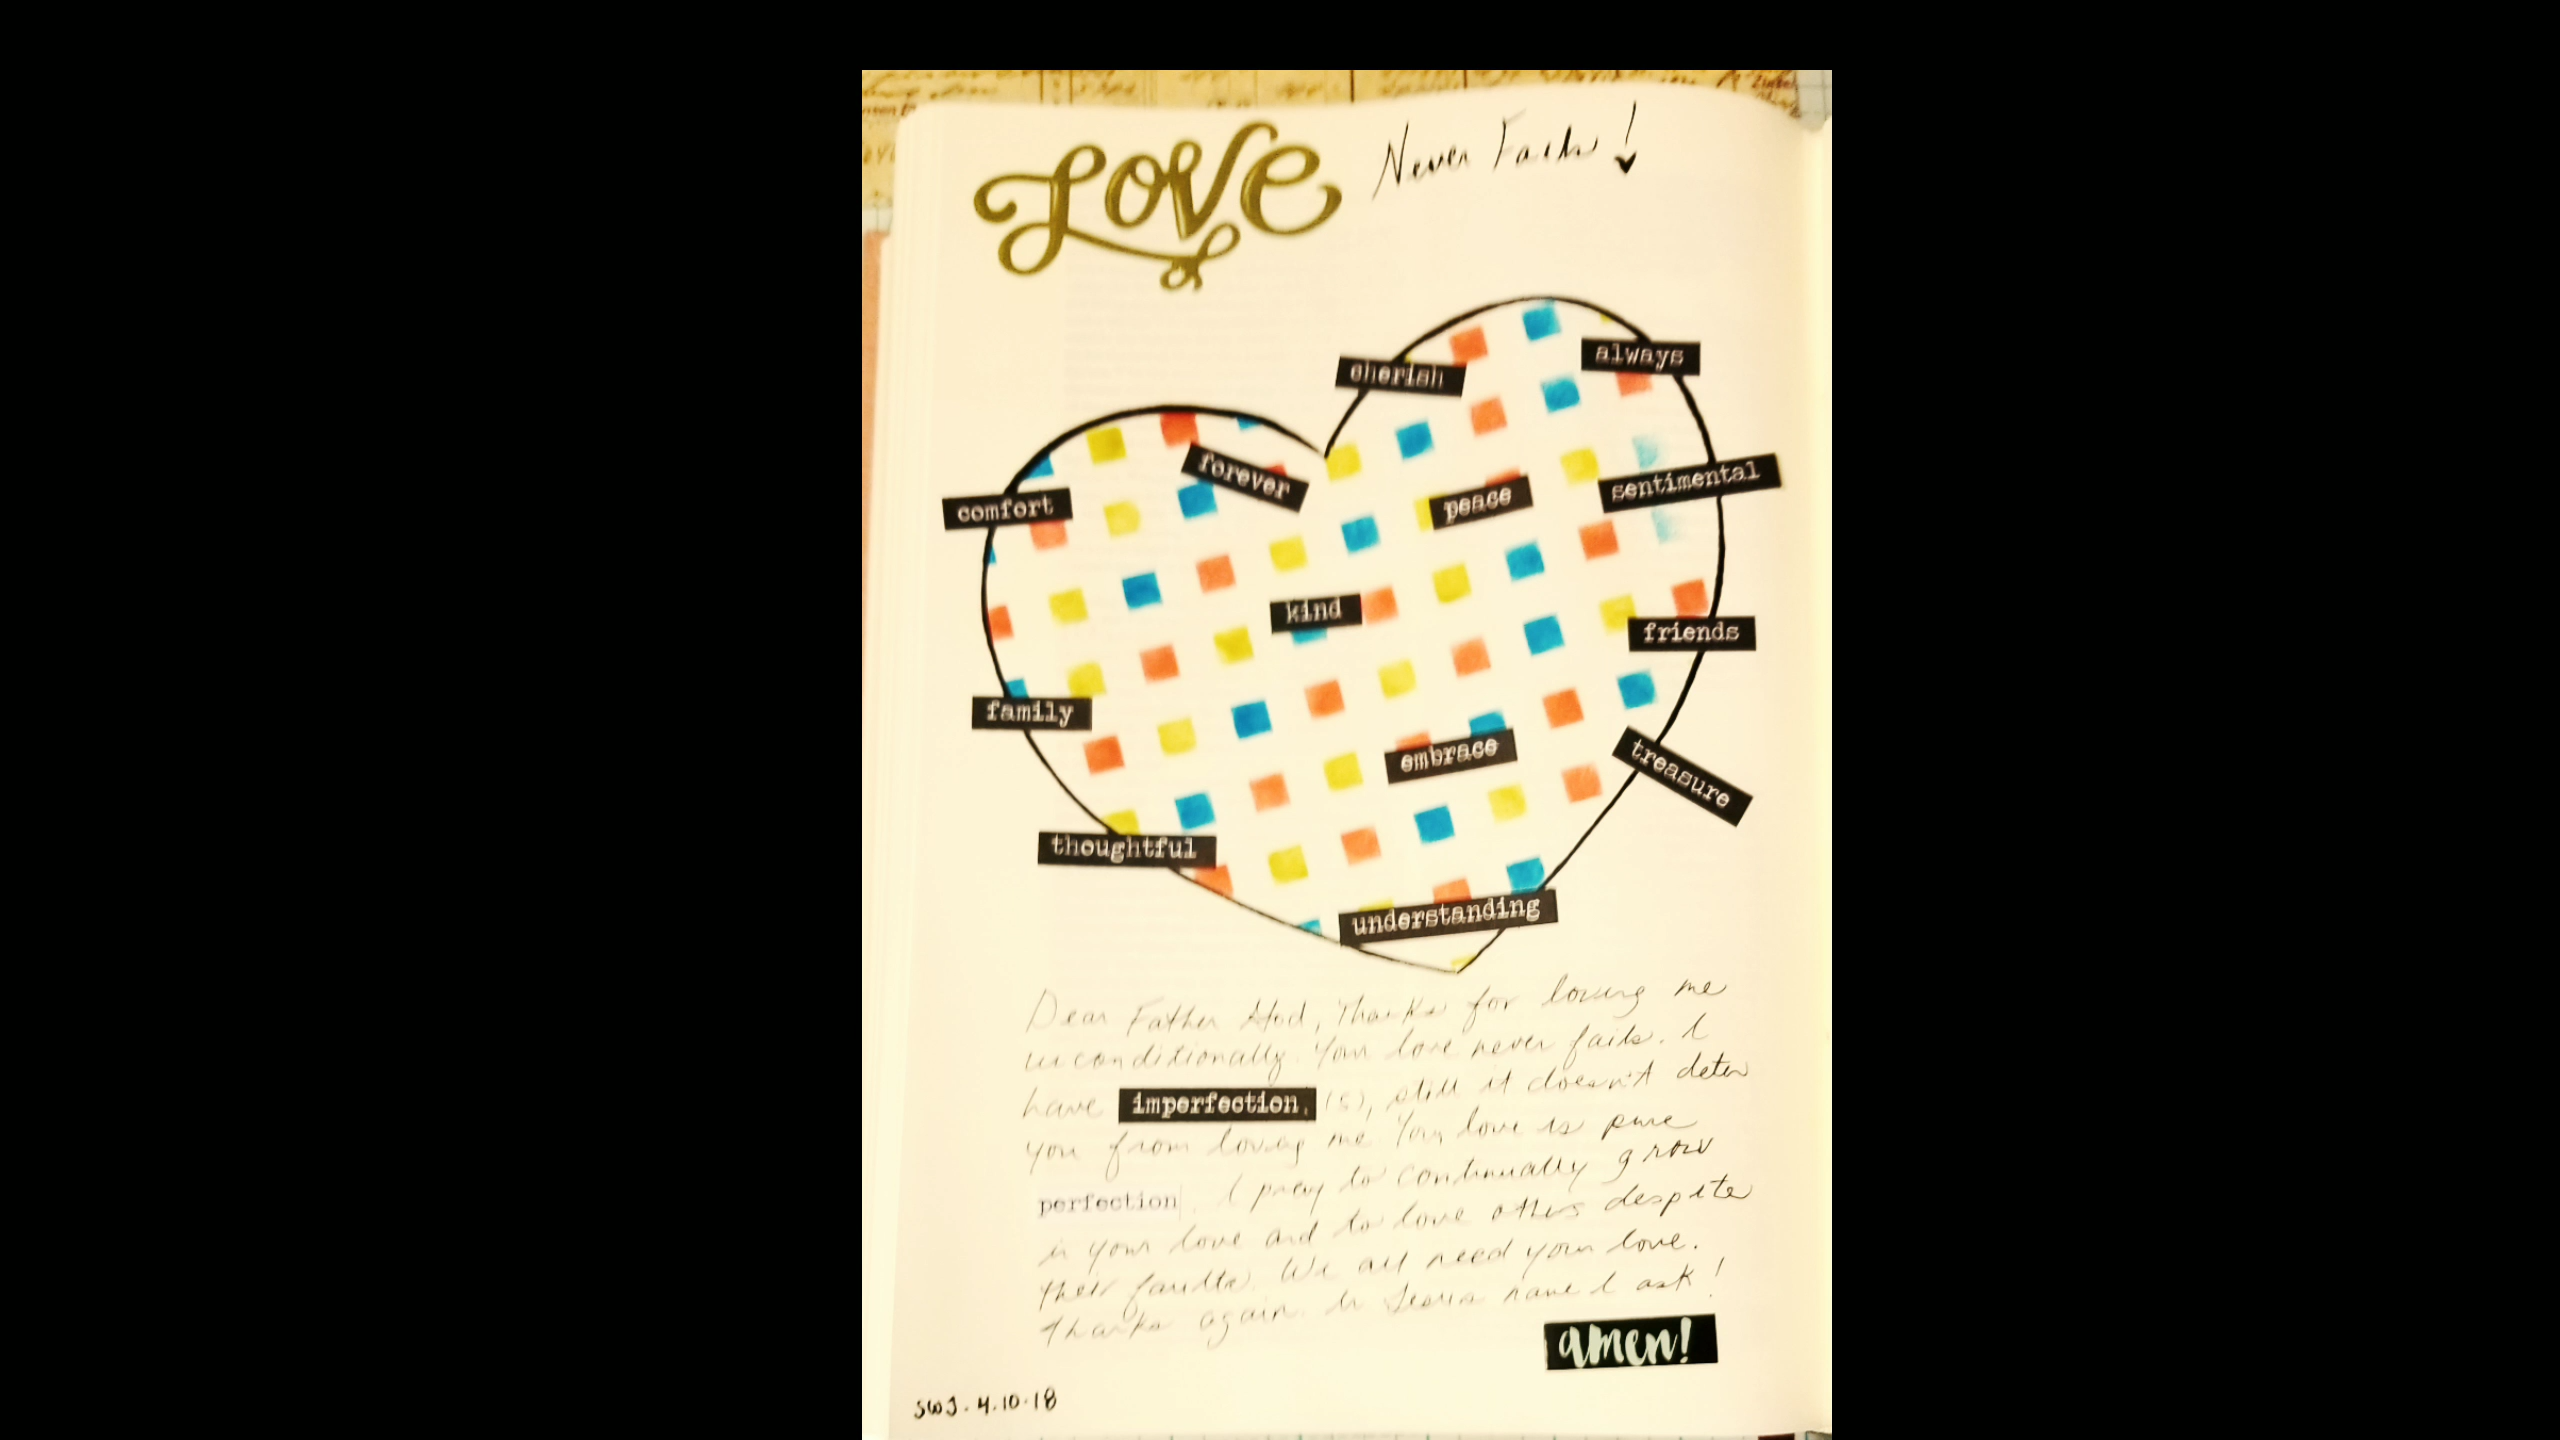 Love Never Fails!
cherish
always
forever
comfort
peace
sentimental
kind
friends
family
embrace
treasure
thoughtful
understanding
Dear Father God, Thanks for loving me
unconditionally. Your love never fails. I
have imperfection, (s), still it doesn't deter
you from loving me Your love is pure
perfection. I pray to continually grow
in your love and to love others despite
their faults. We all need your love.
Thanks again. In Jesus name I ask!
amen!
SWJ. 4.10.18